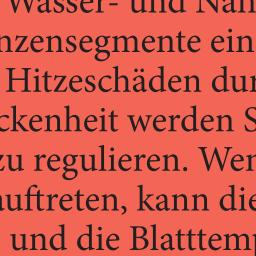 Wasser- und Näh
nzensegmente ein
Hitzeschäden dur
ckenheit werden S
zu regulieren. Wen
auftreten, kann die
und die Blatttemp